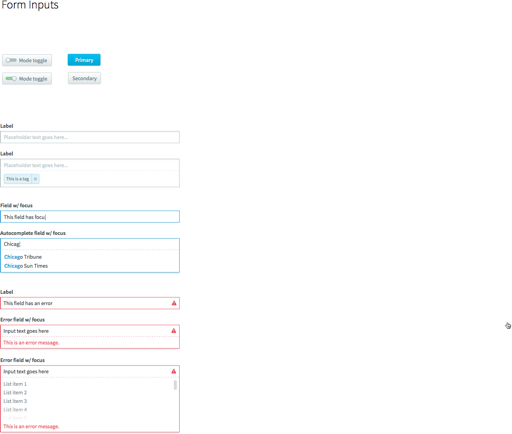 Form Inputs
Mode toggle
Primary
Mode toggle
Secondary
Label
Placeholder text goes here...
Label
Placeholder text goes here...
This is a tag ×
Field w/ focus
This field has focu
Autocomplete field w/ focus
Chicag
Chicago Tribune
Chicago Sun Times
Label
This field has an error
Error field w/ focus
Input text goes here
This is an error message.
Error field w/ focus
Input text goes here
List item 1
List item 2
List item 3
List item 4
This is an error message.